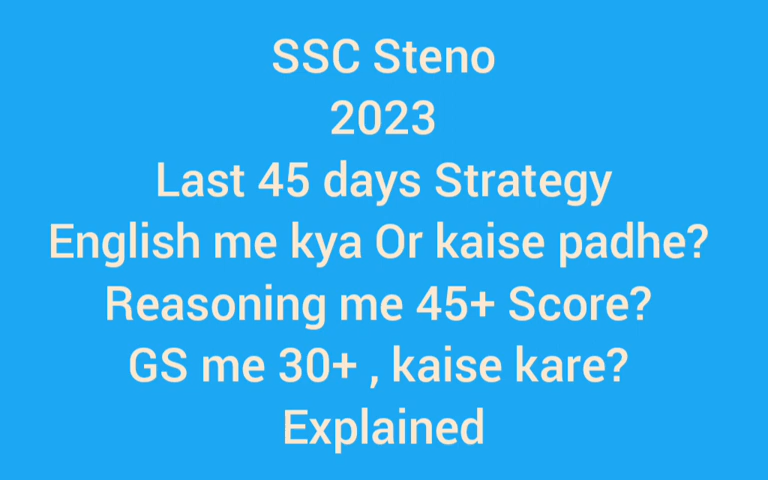 SSC Steno
2023
Last 45 days Strategy
English me kya Or kaise padhe?
Reasoning me 45+ Score?
GS me 30+ , kaise kare?
Explained